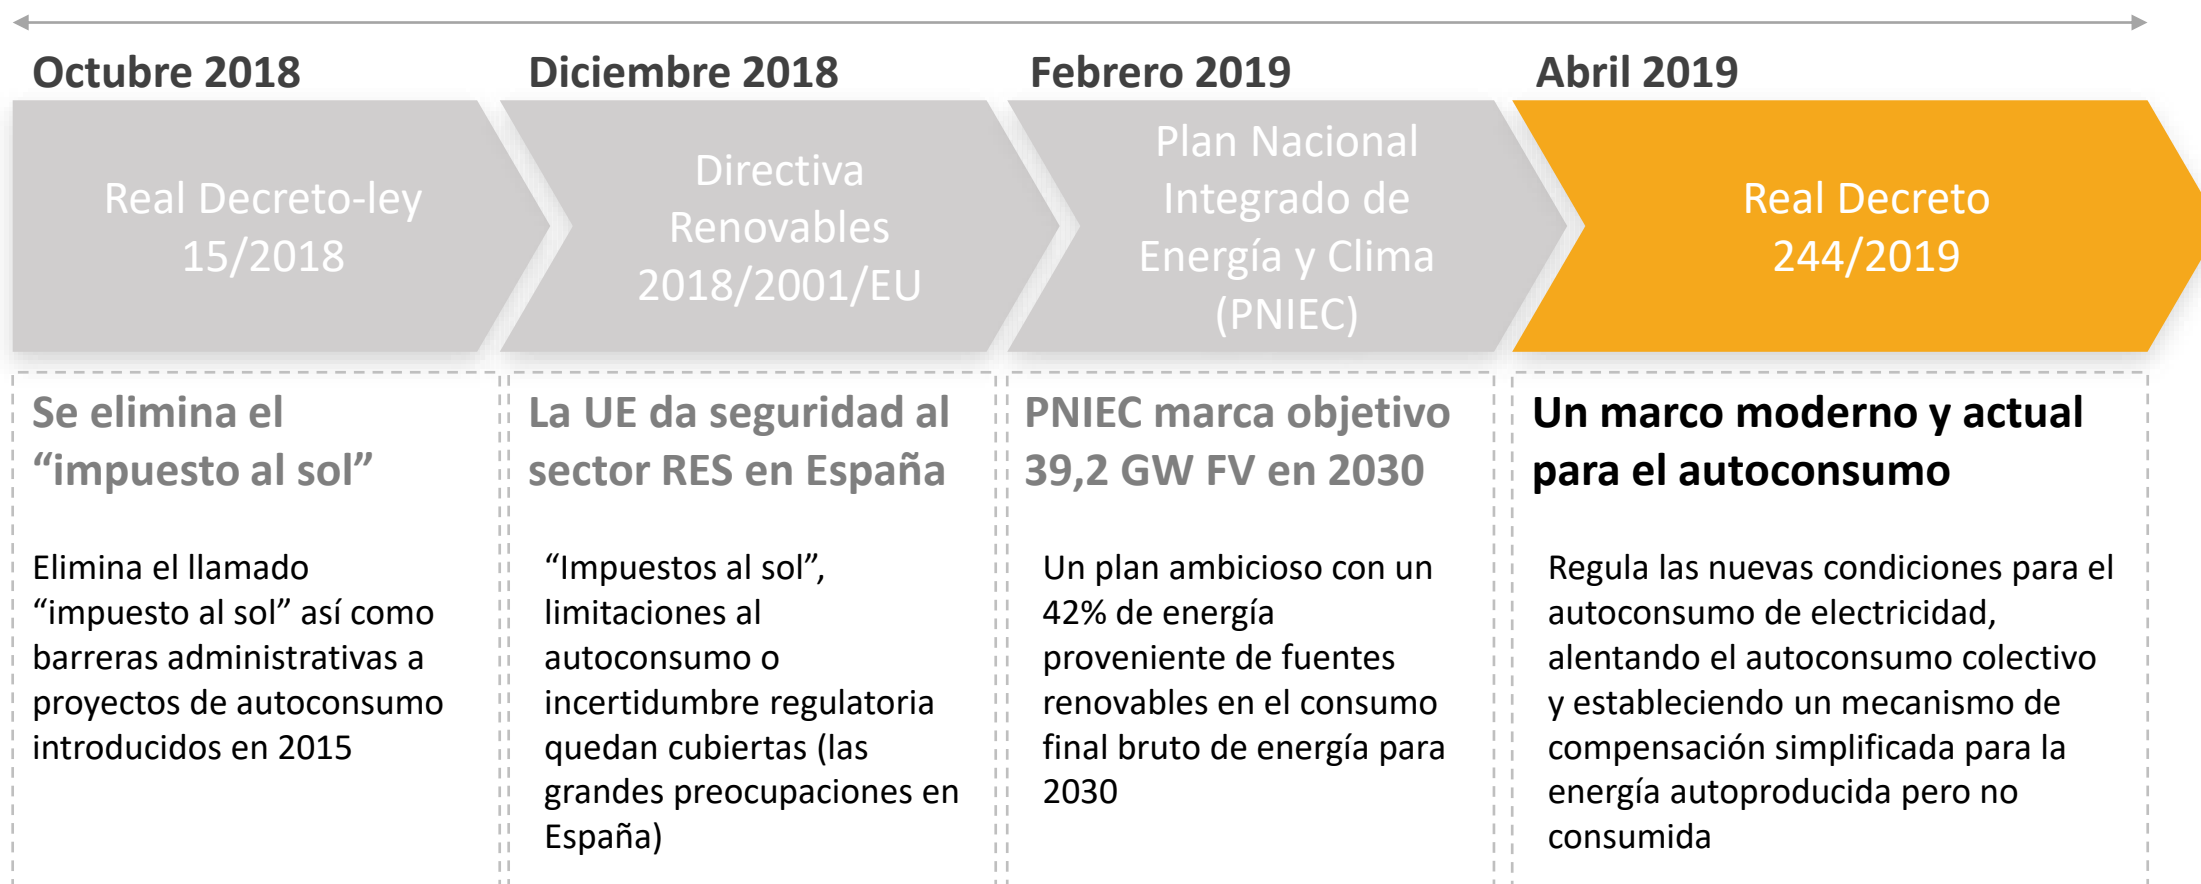 Octubre 2018
Real Decreto-ley
15/2018
Se elimina el
“impuesto al sol”
Elimina el llamado
“impuesto al sol” así como
barreras administrativas a
proyectos de autoconsumo
introducidos en 2015
Diciembre 2018
Directiva
Renovables
2018/2001/EU
La UE da seguridad al
sector RES en España
“Impuestos al sol”,
limitaciones al
autoconsumo o
incertidumbre regulatoria
quedan cubiertas (las
grandes preocupaciones en
España)
Febrero 2019
Plan Nacional
Integrado de
Energía y Clima
(PNIEC)
PNIEC marca objetivo
39,2 GW FV en 2030
Un plan ambicioso con un
42% de energía
proveniente de fuentes
renovables en el consumo
final bruto de energía para
2030
Abril 2019
Real Decreto
244/2019
Un marco moderno y actual
para el autoconsumo
Regula las nuevas condiciones para el
autoconsumo de electricidad,
alentando el autoconsumo colectivo
y estableciendo un mecanismo de
compensación simplificada para la
energía autoproducida pero no
consumida